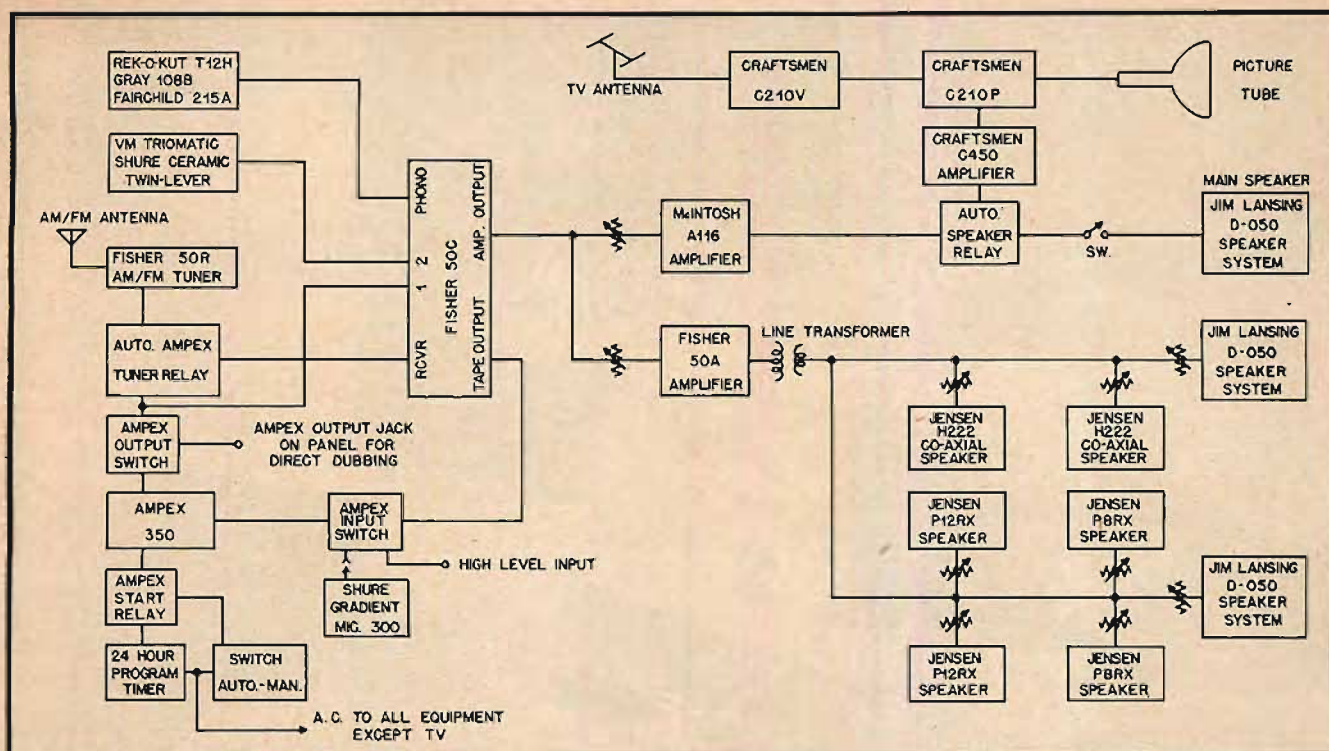 REK-O-KUT T12H
GRAY 108B
FAIRCHILD 215A
VM TRIOMATIC
SHURE CERAMIC
TWIN-LEVER
AM/FM ANTENNA
FISHER 50R
AM/FM TUNER
AUTO. AMPEX
TUNER RELAY
AMPEX
OUTPUT
SWITCH
AMPEX OUTPUT JACK
ON PANEL FOR
DIRECT DUBBING
AMPEX
350
AMPEX
INPUT
SWITCH
HIGH LEVEL INPUT
SHURE
GRADIENT
MIC. 300
AMPEX
START
RELAY
24 HOUR
PROGRAM
TIMER
SWITCH
AUTO.-MAN.
A.C. TO ALL EQUIPMENT
EXCEPT TV
PHONO
2
1
RCVR
FISHER 50C
AMP. OUTPUT
TAPE OUTPUT
TV ANTENNA
CRAFTSMEN
C210V
CRAFTSMEN
C210P
PICTURE
TUBE
CRAFTSMEN
C450
AMPLIFIER
McINTOSH
A116
AMPLIFIER
AUTO.
SPEAKER
RELAY
SW.
MAIN SPEAKER
JIM LANSING
D-050
SPEAKER
SYSTEM
FISHER
50A
AMPLIFIER
LINE TRANSFORMER
JIM LANSING
D-050
SPEAKER
SYSTEM
JENSEN
H222
CO-AXIAL
SPEAKER
JENSEN
H222
CO-AXIAL
SPEAKER
JENSEN
P12RX
SPEAKER
JENSEN
P8RX
SPEAKER
JIM LANSING
D-050
SPEAKER
SYSTEM
JENSEN
P12RX
SPEAKER
JENSEN
P8RX
SPEAKER